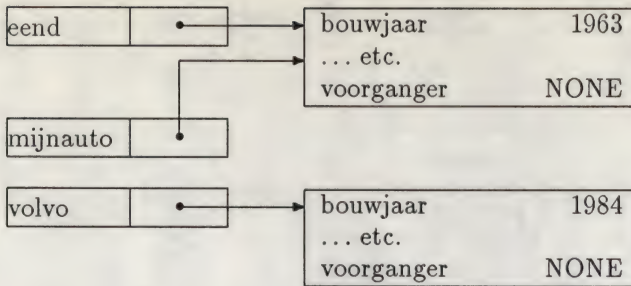 eend
bouwjaar 1963
... etc.
voorganger NONE
mijnauto
volvo
bouwjaar 1984
... etc.
voorganger NONE